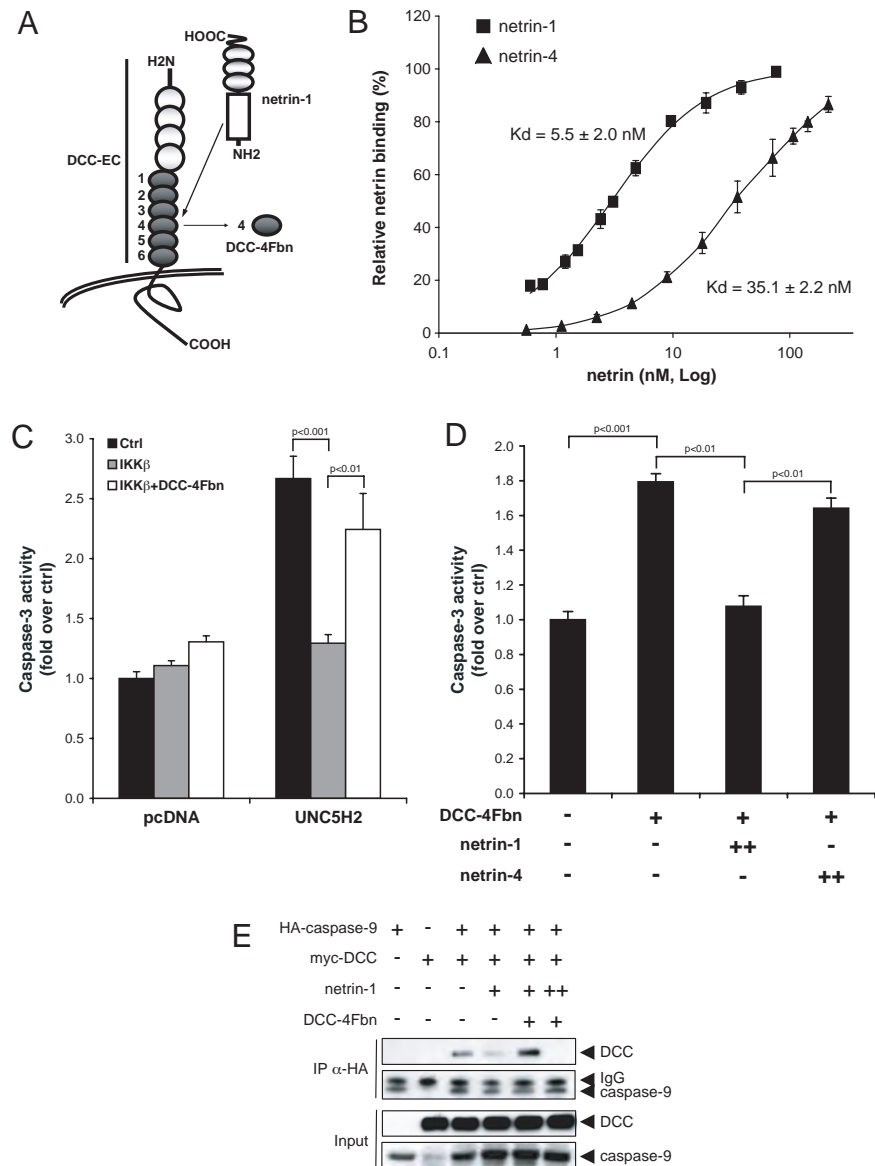 A
HOOC
H2N
netrin-1
NH2
DCC-EC
1
2
3
4
5
6
4
DCC-4Fbn
COOH
B
netrin-1
netrin-4
Relative netrin binding (%)
120
100
80
60
40
20
0
Kd = 5.5 ± 2.0 nM
Kd = 35.1 ± 2.2 nM
0.1 1 10 100
netrin (nM, Log)
C
Ctrl
IKKβ
IKKβ+DCC-4Fbn
p<0.001
p<0.01
Caspase-3 activity
(fold over ctrl)
3.0
2.5
2.0
1.5
1.0
0.5
0.0
pcDNA UNC5H2
D
p<0.001
p<0.01
p<0.01
Caspase-3 activity
(fold over ctrl)
2.0
1.8
1.6
1.4
1.2
1.0
0.8
0.6
0.4
0.2
0.0
DCC-4Fbn - + + +
netrin-1 - - ++ -
netrin-4 - - - ++
E
HA-caspase-9 + - + + + +
myc-DCC - + + + + +
netrin-1 - - - + + ++
DCC-4Fbn - - - - + +
IP α-HA
DCC
IgG
caspase-9
Input
DCC
caspase-9